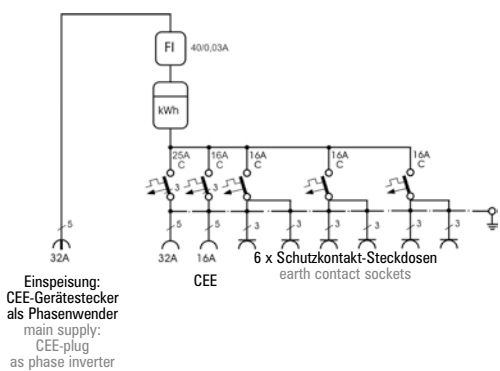 FI
40/0,03A
kWh
25A
C
16A
C
16A
C
16A
C
16A
C
3
3
5
5
5
3
3
3
3
3
3
32A
32A
16A
6 x Schutzkontakt-Steckdosen
earth contact sockets
CEE
Einspeisung:
CEE-Gerätestecker
als Phasenwender
main supply:
CEE-plug
as phase inverter